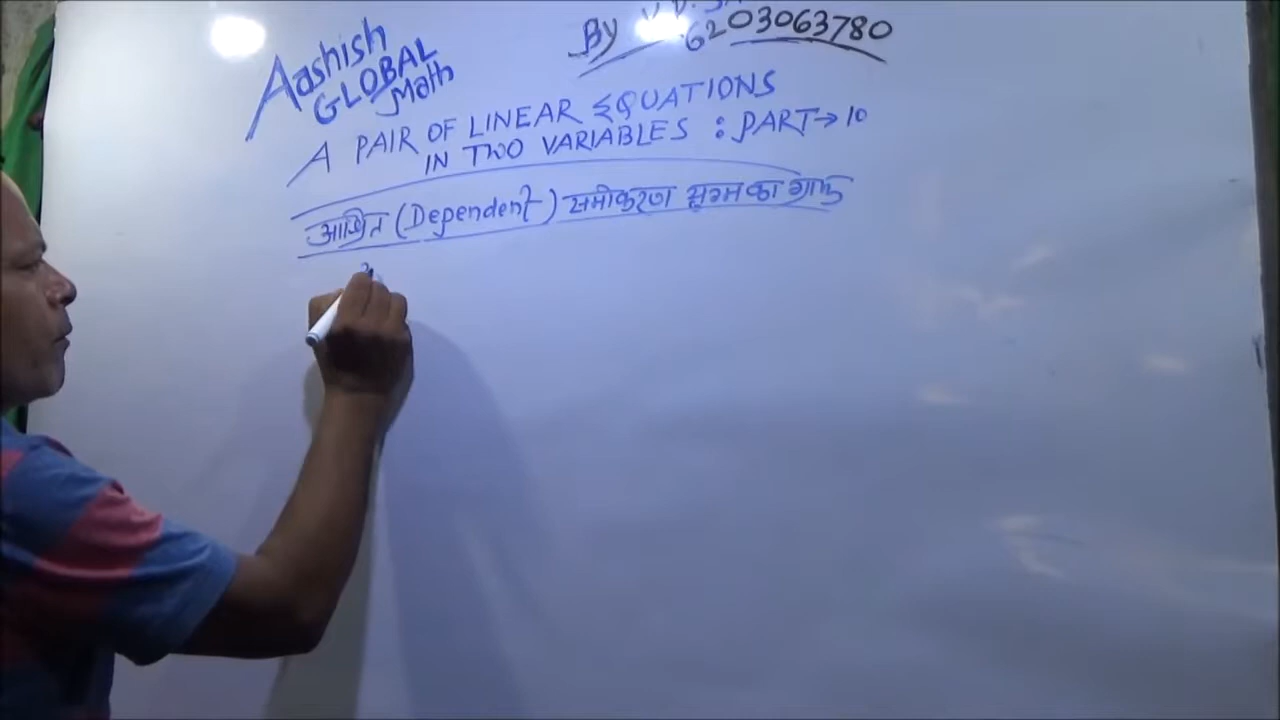 Aashish
GLOBAL
Math
By
6203063780
A PAIR OF LINEAR EQUATIONS
IN TWO VARIABLES : PART → 10
आश्रित (Dependent) समीकरण युग्म का ग्राफ